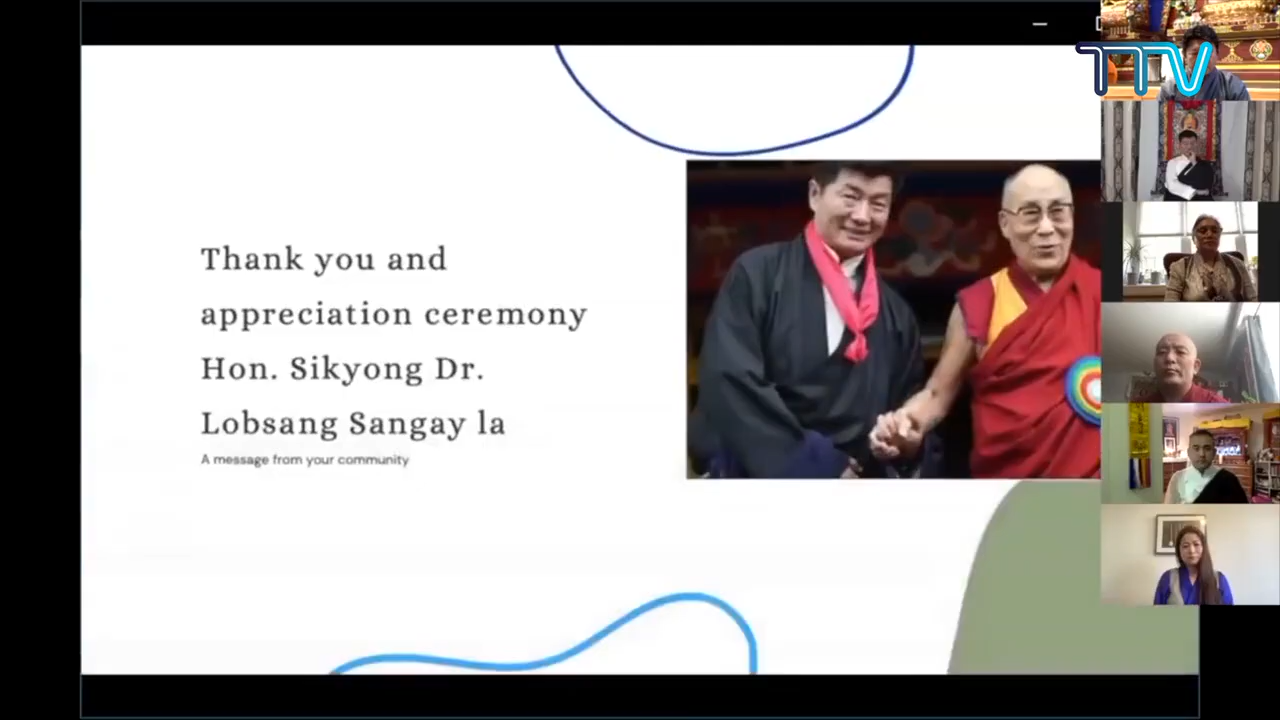 TTV
Thank you and
appreciation ceremony
Hon. Sikyong Dr.
Lobsang Sangay la
A message from your community